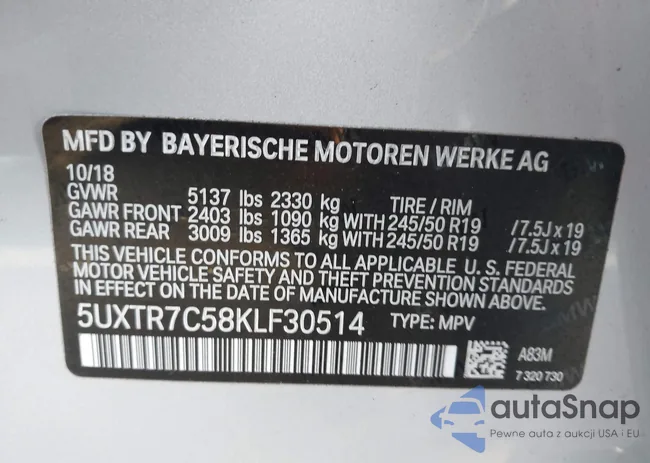 MFD BY BAYERISCHE MOTOREN WERKE AG
10/18
GVWR 5137 lbs 2330 kg TIRE / RIM
GAWR FRONT 2403 lbs 1090 kg WITH 245/50 R19 /7.5J x 19
GAWR REAR 3009 lbs 1365 kg WITH 245/50 R19 /7.5J x 19
THIS VEHICLE CONFORMS TO ALL APPLICABLE U. S. FEDERAL
MOTOR VEHICLE SAFETY AND THEFT PREVENTION STANDARDS
IN EFFECT ON THE DATE OF MANUFACTURE SHOWN ABOVE.
5UXTR7C58KLF30514 TYPE: MPV
A83M
7 320 730
autaSnap
Pewne auta z aukcji USA i EU